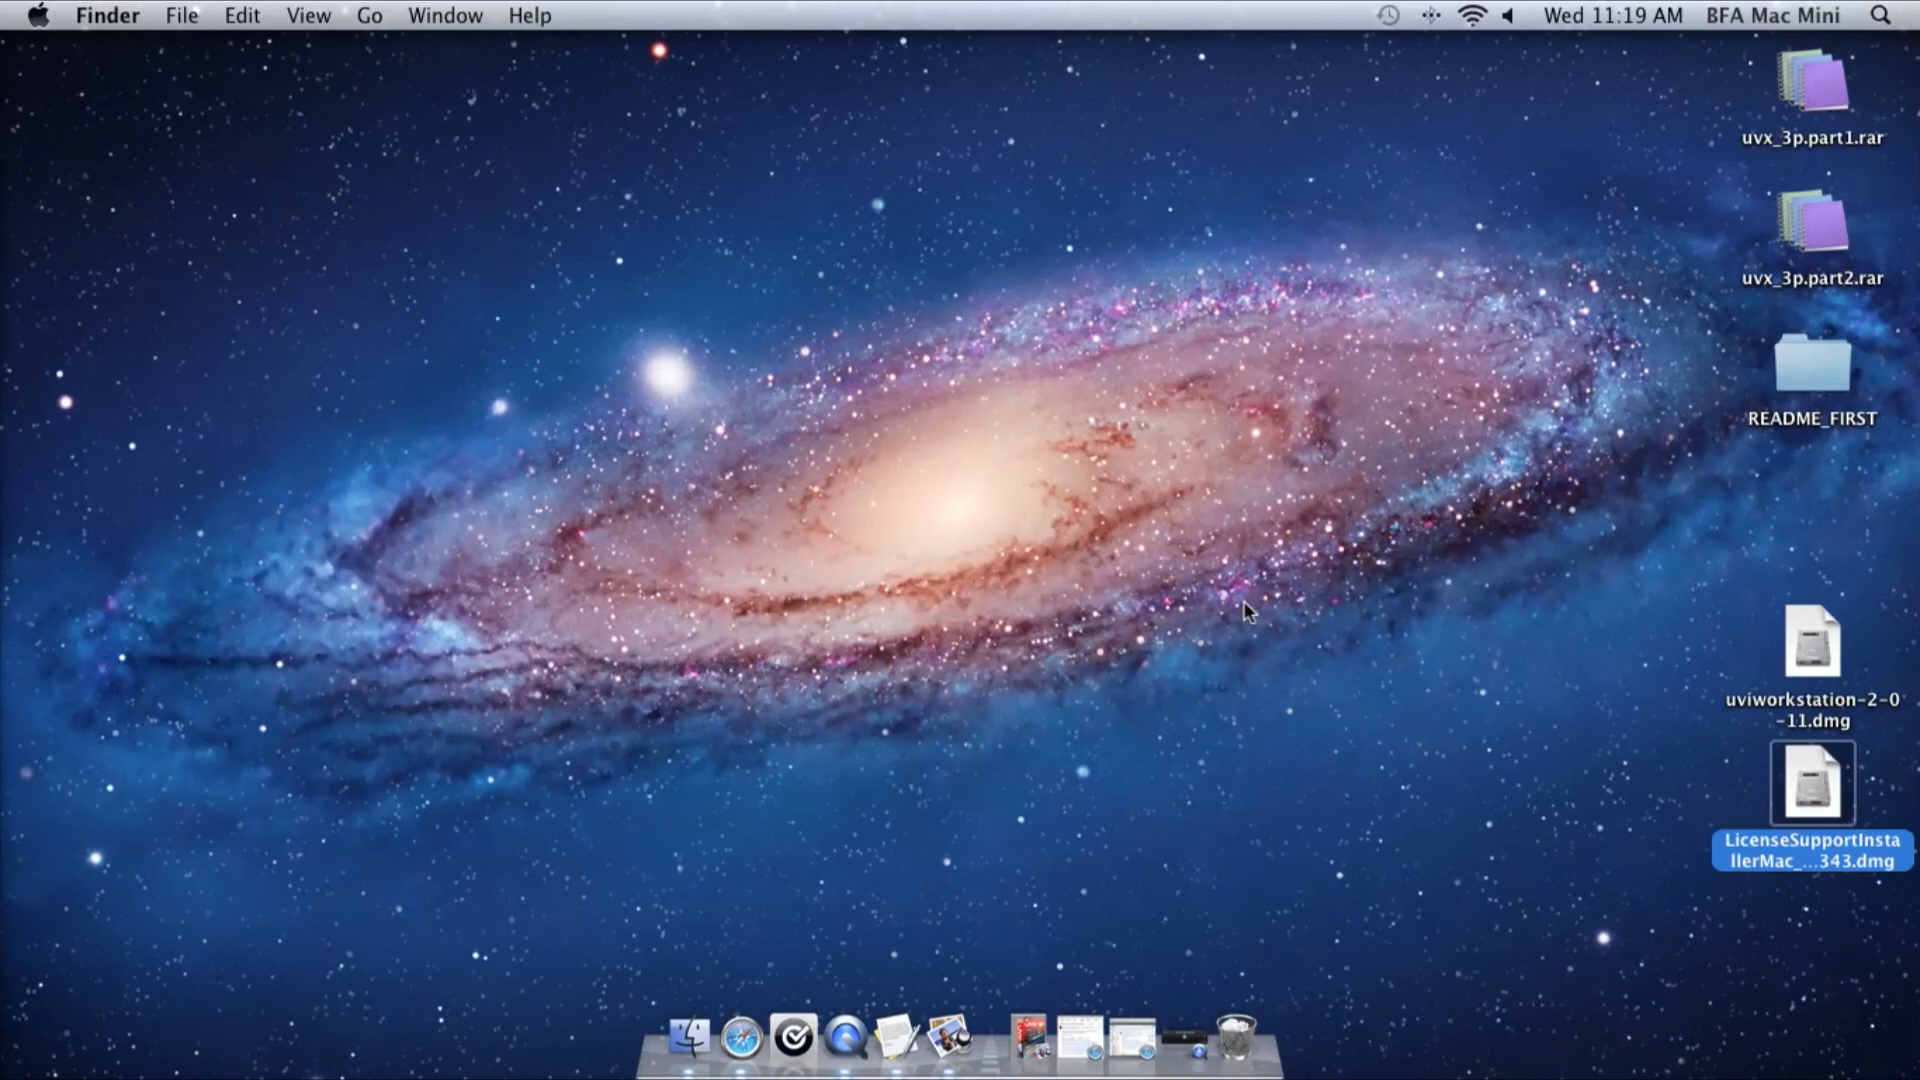 Finder File Edit View Go Window Help Wed 11:19 AM BFA Mac Mini
uvx_3p.part1.rar
uvx_3p.part2.rar
README_FIRST
uviworkstation-2-0
-11.dmg
LicenseSupportInsta
llerMac_...343.dmg